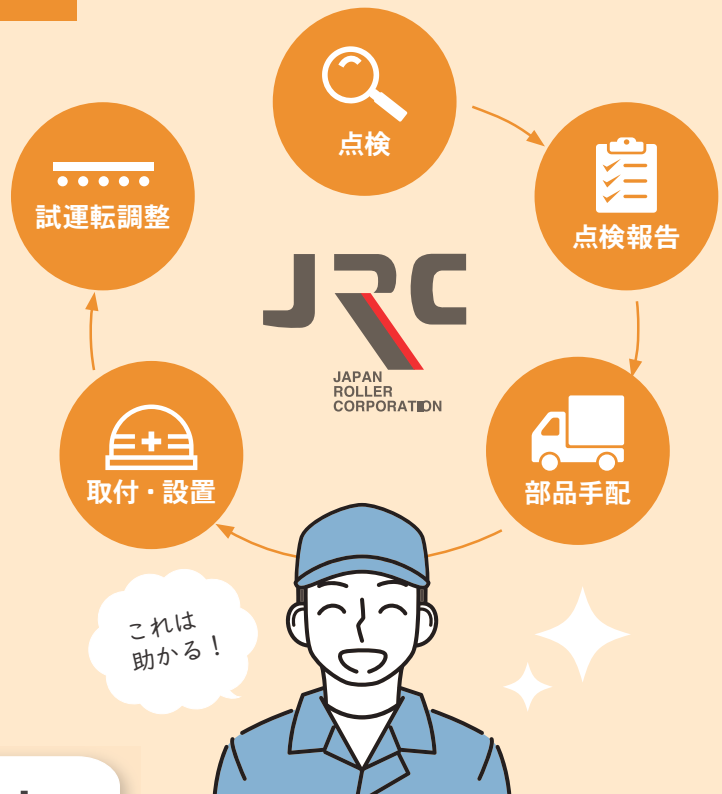 点検
点検報告
試運転調整
JRC
JAPAN
ROLLER
CORPORATION
取付・設置
部品手配
これは
助かる！